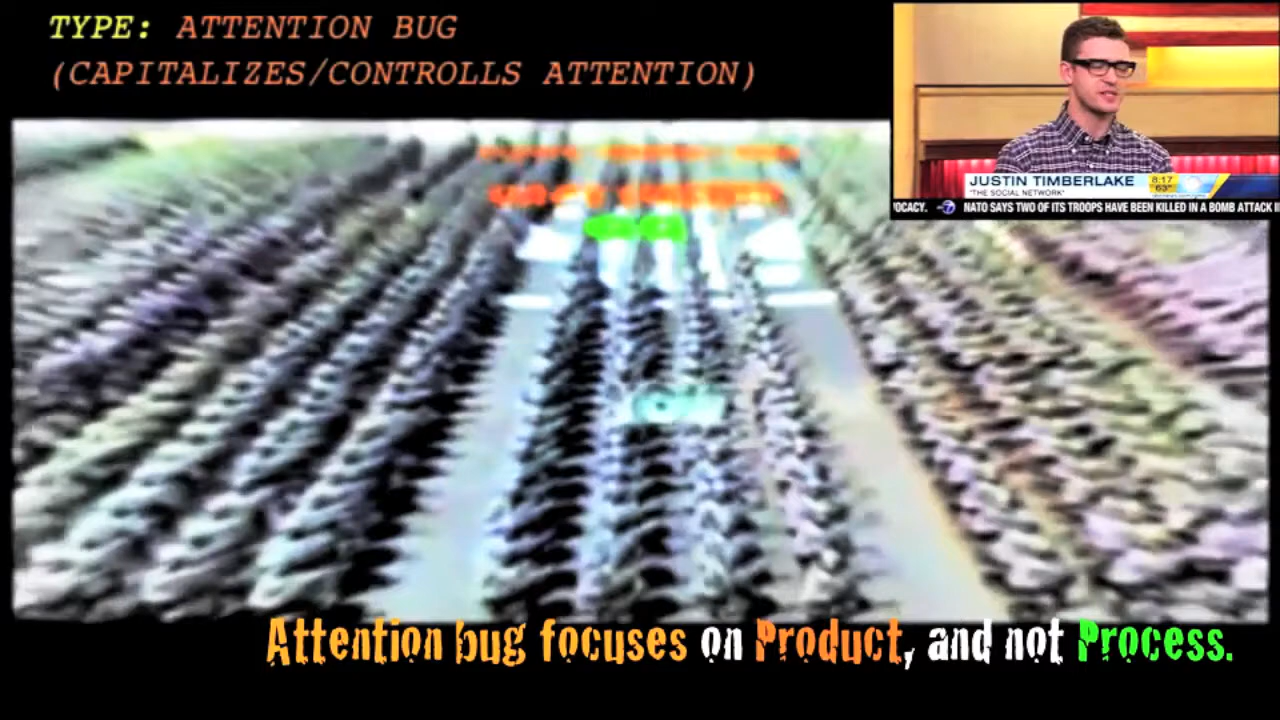 TYPE: ATTENTION BUG
(CAPITALIZES/CONTROLLS ATTENTION)
JUSTIN TIMBERLAKE
"THE SOCIAL NETWORK"
8:17
63°
OCACY. 7 NATO SAYS TWO OF ITS TROOPS HAVE BEEN KILLED IN A BOMB ATTACK
Attention bug focuses on Product, and not Process.